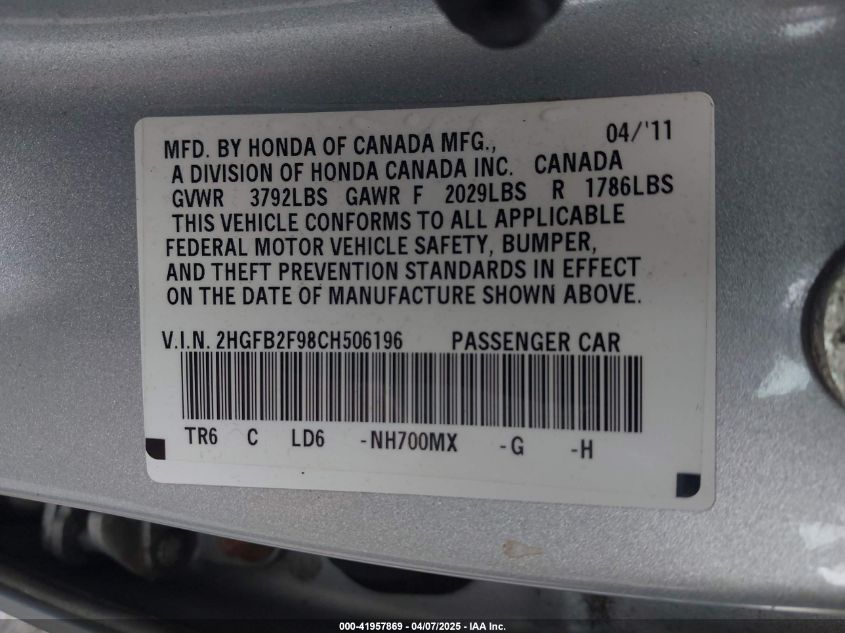 MFD. BY HONDA OF CANADA MFG., 04/'11
A DIVISION OF HONDA CANADA INC. CANADA
GVWR 3792LBS GAWR F 2029LBS R 1786LBS
THIS VEHICLE CONFORMS TO ALL APPLICABLE
FEDERAL MOTOR VEHICLE SAFETY, BUMPER,
AND THEFT PREVENTION STANDARDS IN EFFECT
ON THE DATE OF MANUFACTURE SHOWN ABOVE.
V.I.N. 2HGFB2F98CH506196 PASSENGER CAR
TR6 C LD6 -NH700MX -G -H
000-41957869 | 04/07/2025 - IAA Inc.